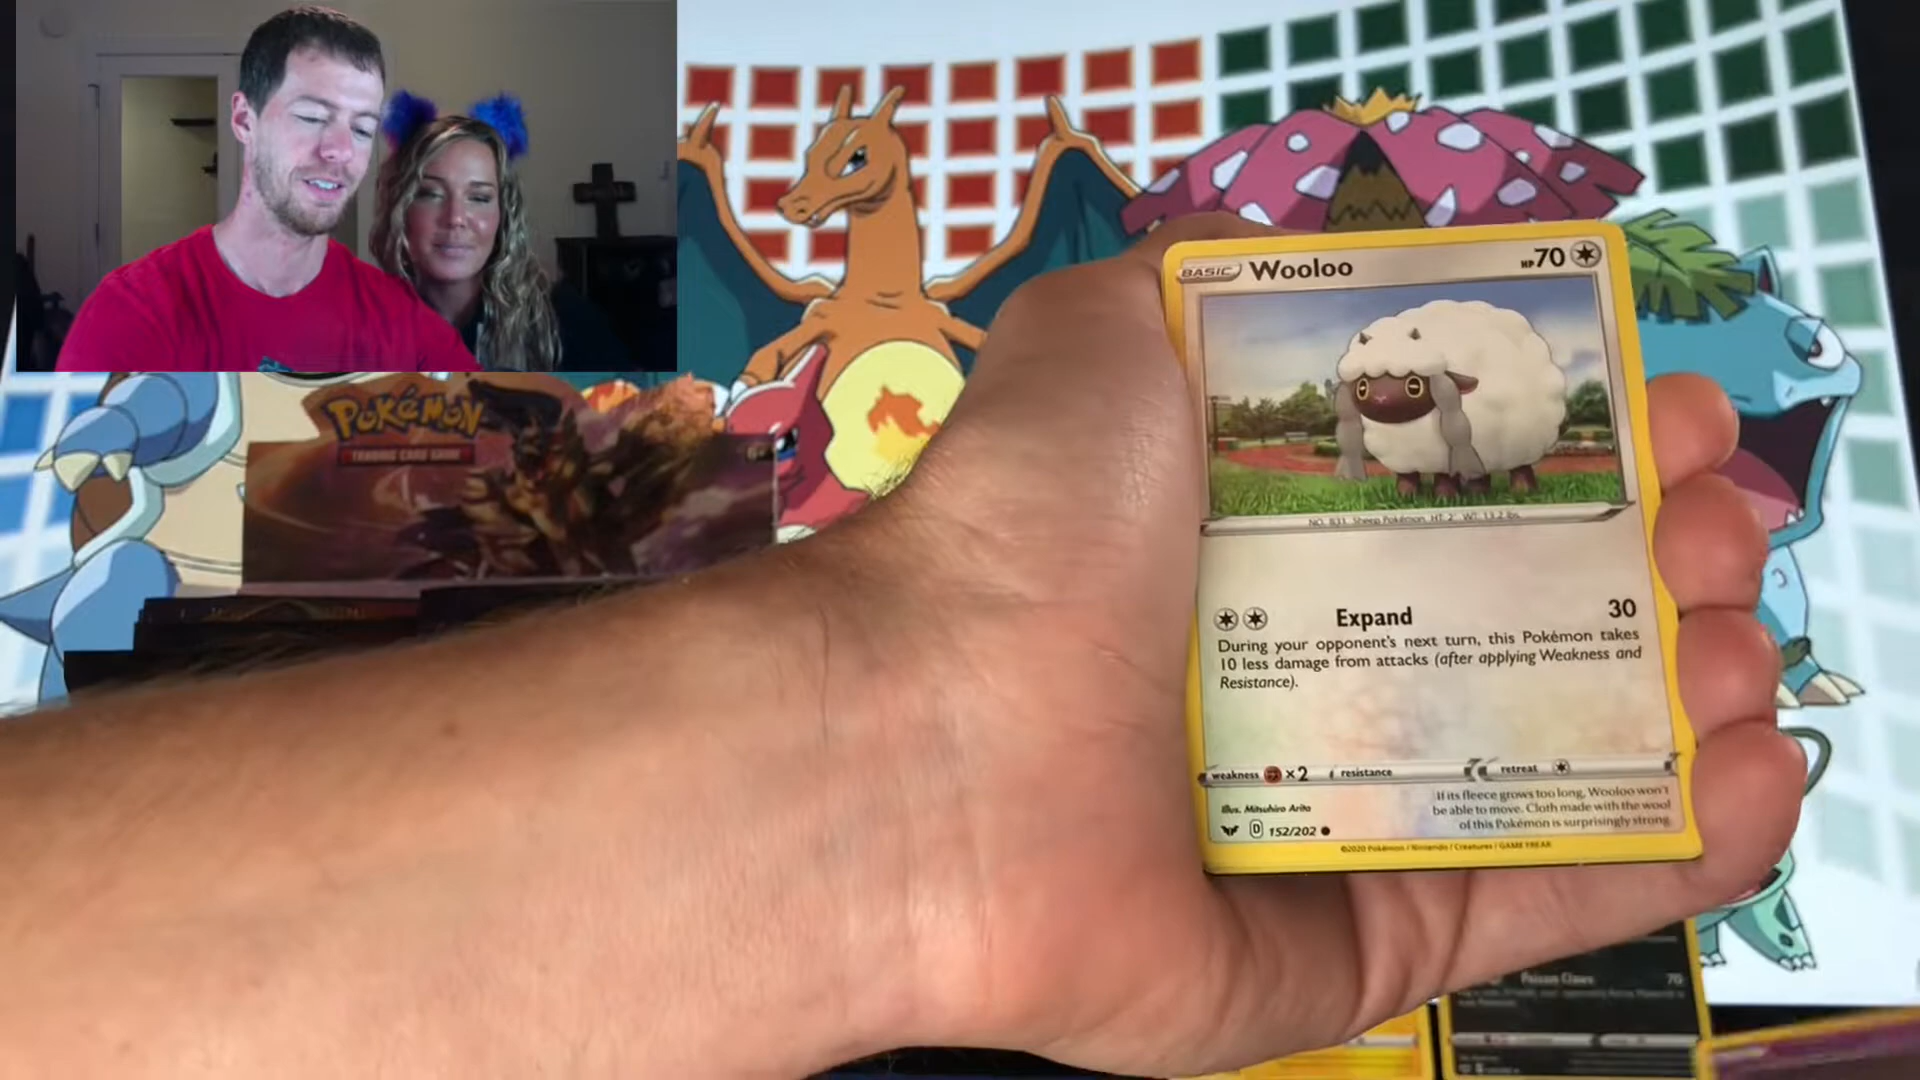 POKéMON
TRADING CARD GAME
BASIC Wooloo HP 70
NO. 831 Sheep Pokémon HT: 2' WT: 13.2 lbs.
Expand 30
During your opponent's next turn, this Pokémon takes
10 less damage from attacks (after applying Weakness and
Resistance).
weakness ×2 resistance retreat
Illus. Mitsuhiro Arita
If its fleece grows too long, Wooloo won't
be able to move. Cloth made with the wool
of this Pokémon is surprisingly strong.
D 152/202
©2020 Pokémon / Nintendo / Creatures / GAME FREAK
Poison Claws 70